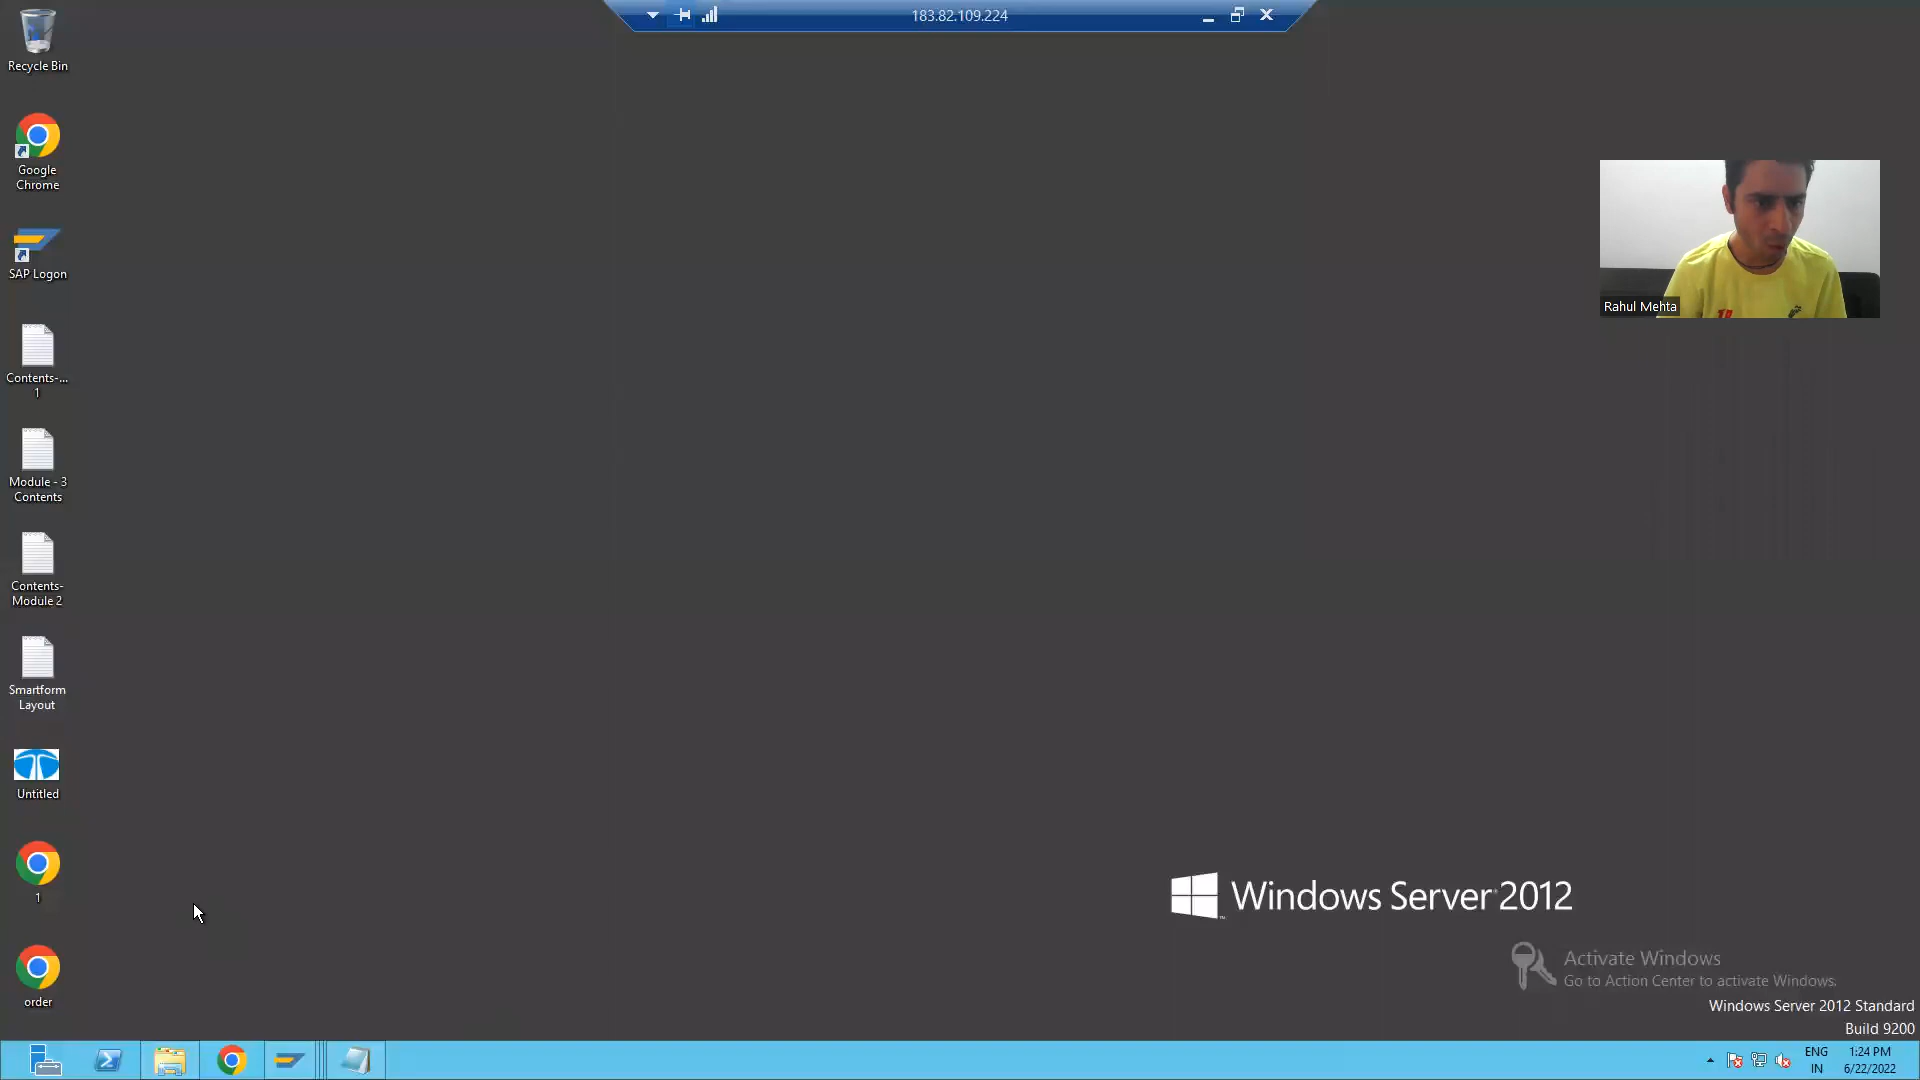 183.82.109.224
Recycle Bin
Google
Chrome
SAP Logon
Contents-...
1
Module - 3
Contents
Contents-
Module 2
Smartform
Layout
Untitled
1
order
Rahul Mehta
Windows Server 2012
Activate Windows
Go to Action Center to activate Windows.
Windows Server 2012 Standard
Build 9200
ENG
IN
1:24 PM
6/22/2022